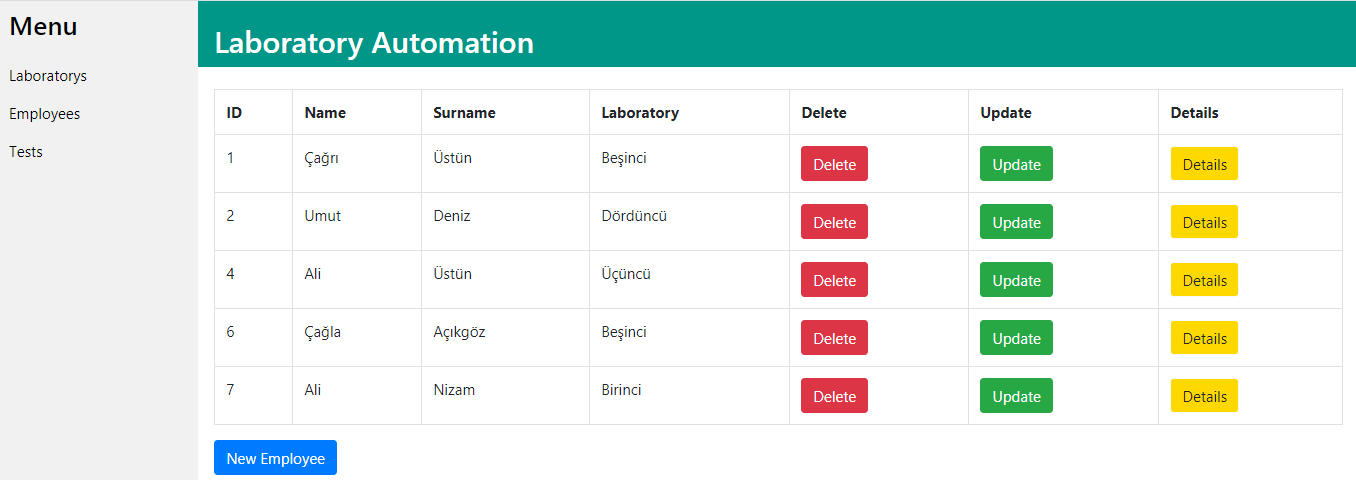 Menu
Laboratorys
Employees
Tests
Laboratory Automation
ID Name Surname Laboratory Delete Update Details
1 Çağrı Üstün Beşinci Delete Update Details
2 Umut Deniz Dördüncü Delete Update Details
4 Ali Üstün Üçüncü Delete Update Details
6 Çağla Açıkgöz Beşinci Delete Update Details
7 Ali Nizam Birinci Delete Update Details
New Employee